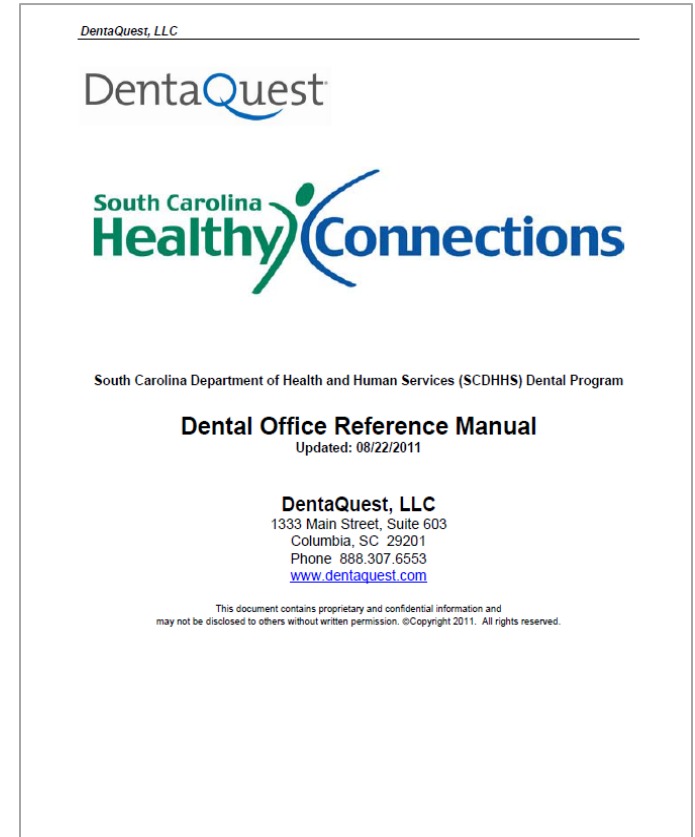 DentaQuest, LLC
DentaQuest
South Carolina
Healthy Connections
South Carolina Department of Health and Human Services (SCDHHS) Dental Program
Dental Office Reference Manual
Updated: 08/22/2011
DentaQuest, LLC
1333 Main Street, Suite 603
Columbia, SC  29201
Phone  888.307.6553
www.dentaquest.com
This document contains proprietary and confidential information and
may not be disclosed to others without written permission. ©Copyright 2011.  All rights reserved.